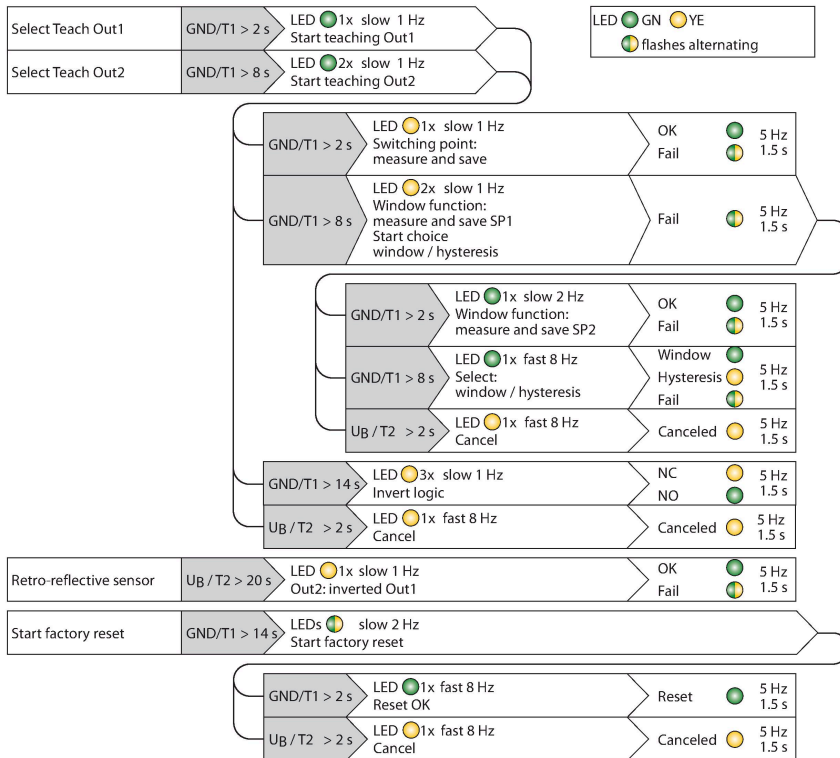 Select Teach Out1
GND/T1 > 2 s
LED 1x slow 1 Hz
Start teaching Out1
LED GN YE
flashes alternating
Select Teach Out2
GND/T1 > 8 s
LED 2x slow 1 Hz
Start teaching Out2
GND/T1 > 2 s
LED 1x slow 1 Hz
Switching point:
measure and save
OK
Fail
5 Hz
1.5 s
GND/T1 > 8 s
LED 2x slow 1 Hz
Window function:
measure and save SP1
Start choice
window / hysteresis
Fail
5 Hz
1.5 s
GND/T1 > 2 s
LED 1x slow 2 Hz
Window function:
measure and save SP2
OK
Fail
5 Hz
1.5 s
GND/T1 > 8 s
LED 1x fast 8 Hz
Select:
window / hysteresis
Window
Hysteresis
Fail
5 Hz
1.5 s
UB / T2 > 2 s
LED 1x fast 8 Hz
Cancel
Canceled
5 Hz
1.5 s
GND/T1 > 14 s
LED 3x slow 1 Hz
Invert logic
NC
NO
5 Hz
1.5 s
UB / T2 > 2 s
LED 1x fast 8 Hz
Cancel
Canceled
5 Hz
1.5 s
Retro-reflective sensor
UB / T2 > 20 s
LED 1x slow 1 Hz
Out2: inverted Out1
OK
Fail
5 Hz
1.5 s
Start factory reset
GND/T1 > 14 s
LEDs slow 2 Hz
Start factory reset
GND/T1 > 2 s
LED 1x fast 8 Hz
Reset OK
Reset
5 Hz
1.5 s
UB / T2 > 2 s
LED 1x fast 8 Hz
Cancel
Canceled
5 Hz
1.5 s